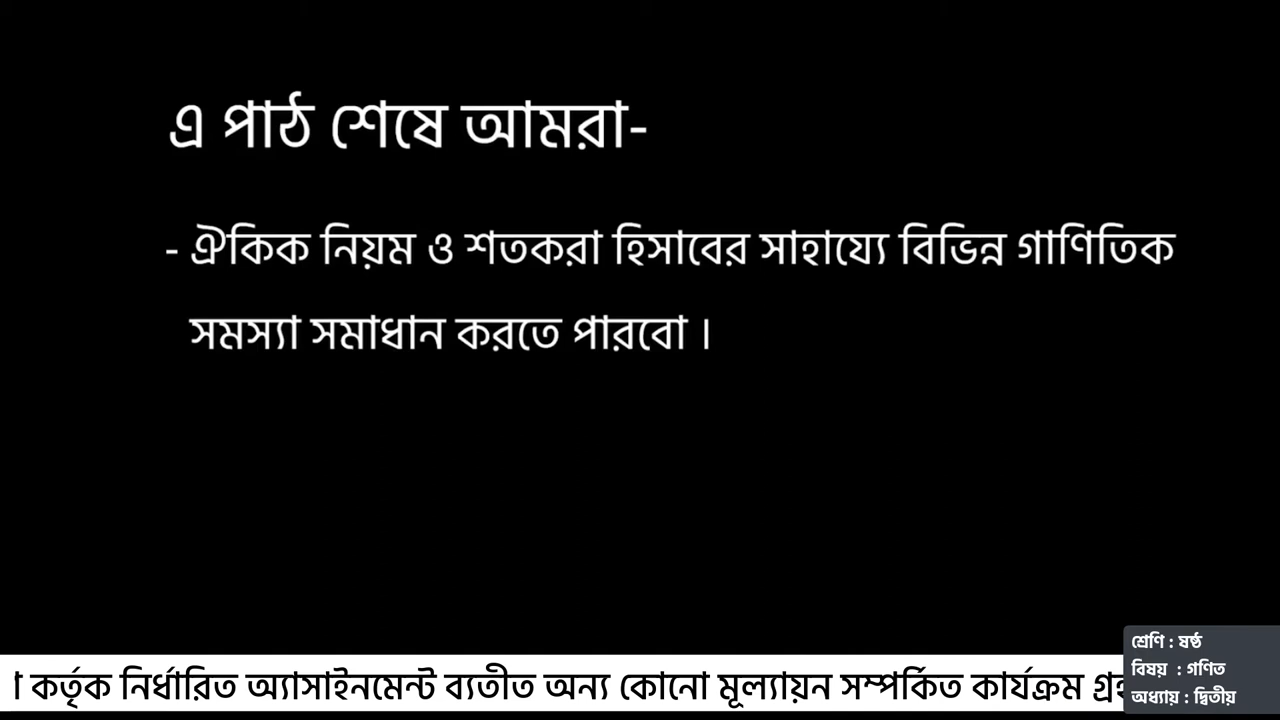 এ পাঠ শেষে আমরা-
- ঐকিক নিয়ম ও শতকরা হিসাবের সাহায্যে বিভিন্ন গাণিতিক
সমস্যা সমাধান করতে পারবো ।
কর্তৃক নির্ধারিত অ্যাসাইনমেন্ট ব্যতীত অন্য কোনো মূল্যায়ন সম্পর্কিত কার্যক্রম
শ্রেণি : ষষ্ঠ
বিষয় : গণিত
অধ্যায় : দ্বিতীয়